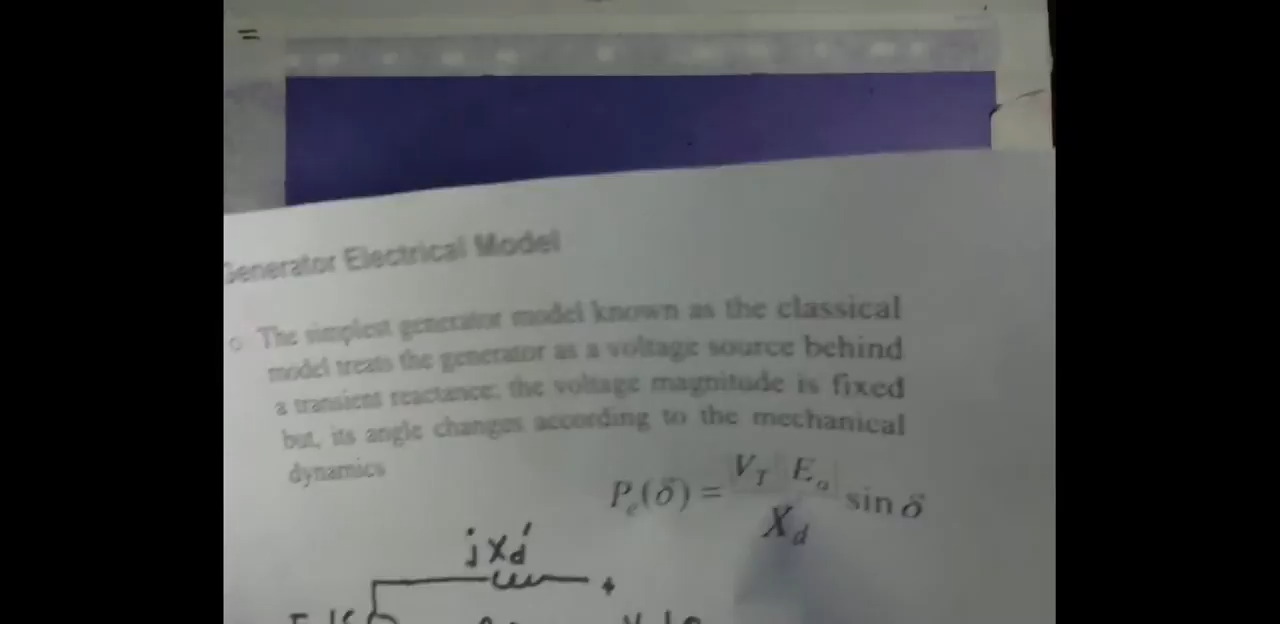 =
Generator Electrical Model
o The simplest generator model known as the classical
model treats the generator as a voltage source behind
a transient reactance; the voltage magnitude is fixed
but, its angle changes according to the mechanical
dynamics
P_e(δ) = V_T |E_a| / X_d sin δ
jXd'
+